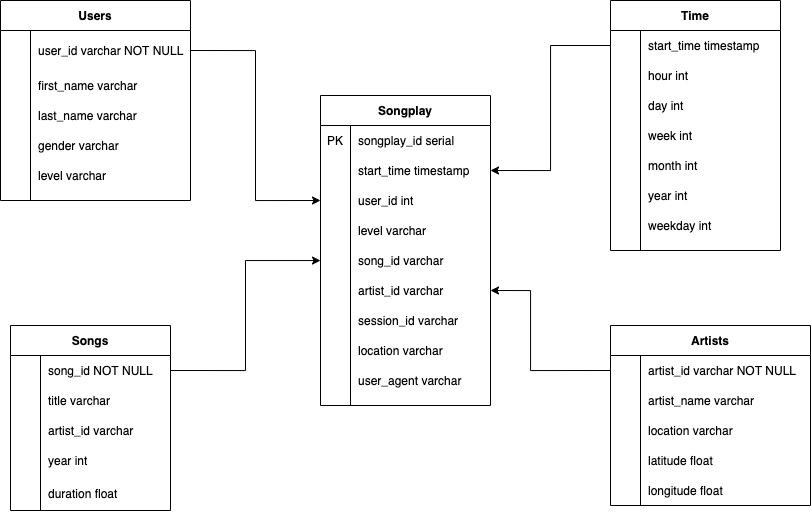 Users
user_id varchar NOT NULL
first_name varchar
last_name varchar
gender varchar
level varchar
Time
start_time timestamp
hour int
day int
week int
month int
year int
weekday int
Songplay
PK songplay_id serial
start_time timestamp
user_id int
level varchar
song_id varchar
artist_id varchar
session_id varchar
location varchar
user_agent varchar
Songs
song_id NOT NULL
title varchar
artist_id varchar
year int
duration float
Artists
artist_id varchar NOT NULL
artist_name varchar
location varchar
latitude float
longitude float